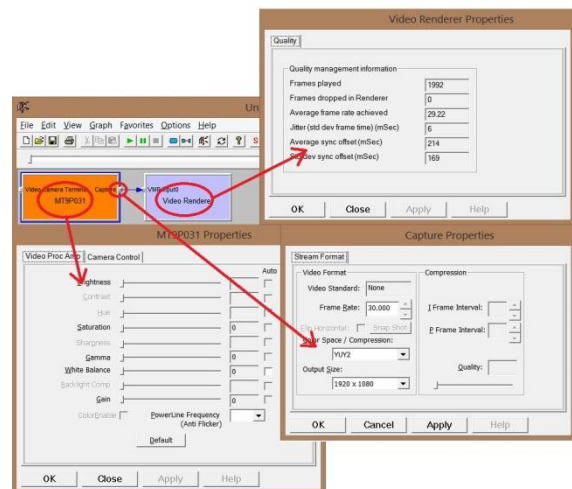 Video Renderer Properties
Quality
Quality management information
Frames played 1992
Frames dropped in Renderer 0
Average frame rate achieved 29.22
Jitter (std dev frame time) (mSec) 6
Average sync offset (mSec) 214
Std dev sync offset (mSec) 169
OK Close Apply Help
Un
File Edit View Graph Favorites Options Help
Video Camera Termina Capture VMR Input0
MT9P031 Video Rendere
MT9P031 Properties
Video Proc Amp Camera Control
Auto
Brightness
Contrast
Hue
Saturation 0
Sharpness
Gamma 0
White Balance 0
Backlight Comp
Gain 0
ColorEnable PowerLine Frequency
(Anti Flicker)
Default
OK Close Apply Help
Capture Properties
Stream Format
Video Format Compression
Video Standard: None
Frame Rate: 30.000 I Frame Interval:
Flip Horizontal: Snap Shot P Frame Interval:
Color Space / Compression:
YUY2 Quality:
Output Size:
1920 x 1080
OK Cancel Apply Help